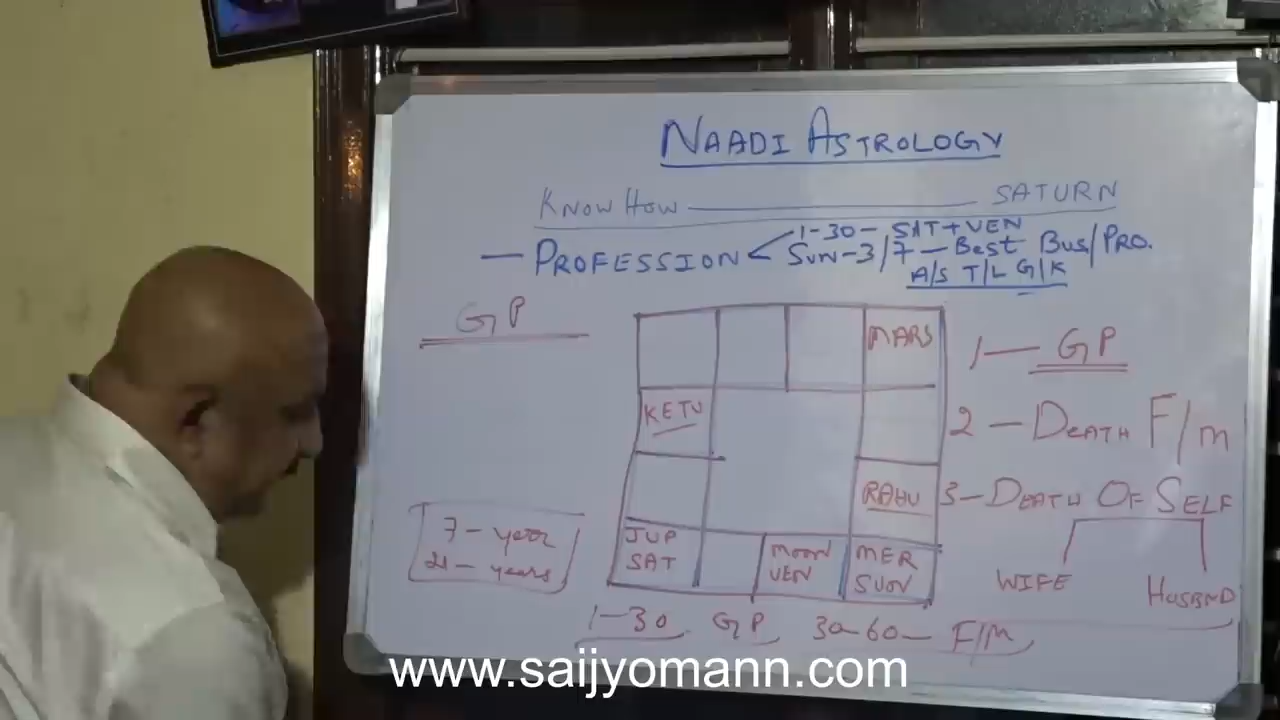 NAADI ASTROLOGY
KNOW HOW ———— SATURN
— PROFESSION < 1-30- SAT+VEN
SUN-3/7 — Best Bus/PRO.
A/S T/L G/K
GP
MARS
KETU
RAHU
JUP
SAT
MOON
VEN
MER
SUN
1 — GP
2 — DEATH F/M
3 - DEATH OF SELF
WIFE
HUSBND
7 - year
21 - years
1-30 GP 30-60- F/M
www.saijyomann.com